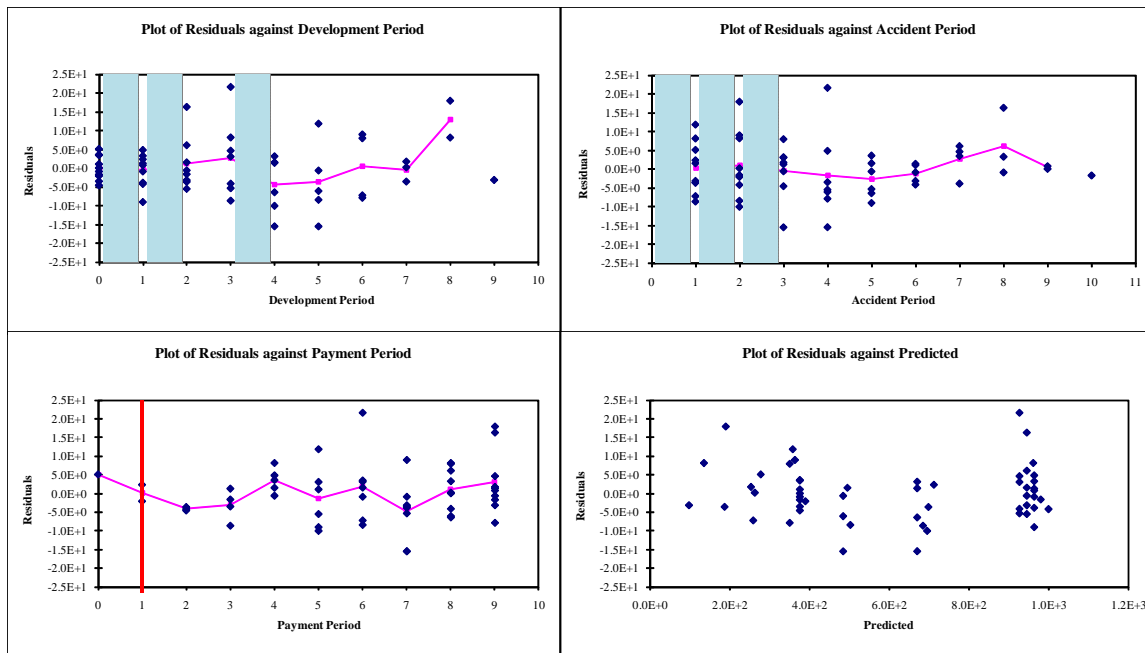 Plot of Residuals against Development Period
2.5E+1
2.0E+1
1.5E+1
1.0E+1
5.0E+0
0.0E+0
-5.0E+0
-1.0E+1
-1.5E+1
-2.0E+1
-2.5E+1
Residuals
0 1 2 3 4 5 6 7 8 9 10
Development Period
Plot of Residuals against Accident Period
2.5E+1
2.0E+1
1.5E+1
1.0E+1
5.0E+0
0.0E+0
-5.0E+0
-1.0E+1
-1.5E+1
-2.0E+1
-2.5E+1
Residuals
0 1 2 3 4 5 6 7 8 9 10 11
Accident Period
Plot of Residuals against Payment Period
2.5E+1
2.0E+1
1.5E+1
1.0E+1
5.0E+0
0.0E+0
-5.0E+0
-1.0E+1
-1.5E+1
-2.0E+1
-2.5E+1
Residuals
0 1 2 3 4 5 6 7 8 9 10
Payment Period
Plot of Residuals against Predicted
2.5E+1
2.0E+1
1.5E+1
1.0E+1
5.0E+0
0.0E+0
-5.0E+0
-1.0E+1
-1.5E+1
-2.0E+1
-2.5E+1
Residuals
0.0E+0 2.0E+2 4.0E+2 6.0E+2 8.0E+2 1.0E+3 1.2E+3
Predicted